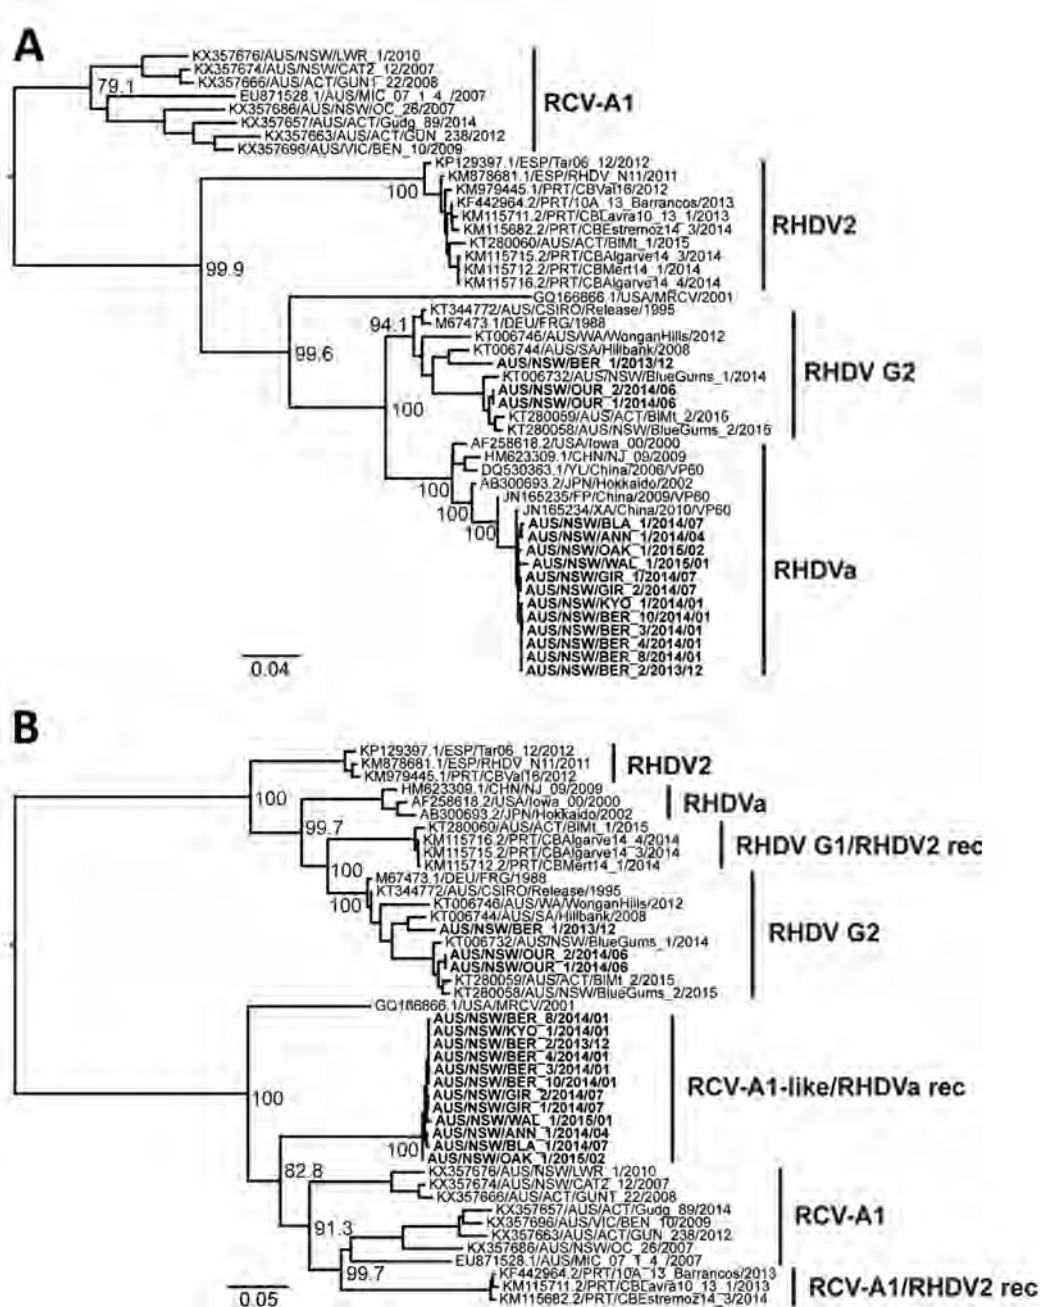 A
KX357676/AUS/NSW/LWR_1/2010
KX357674/AUS/NSW/CAT2_12/2007
KX357666/AUS/ACT/GUN1_22/2008
79.1
EU871528.1/AUS/MIC_07_1_4_/2007
KX357686/AUS/NSW/OC_26/2007
KX357657/AUS/ACT/Gudg_89/2014
KX357663/AUS/ACT/GUN_238/2012
KX357696/AUS/VIC/BEN_10/2009
RCV-A1
KP129397.1/ESP/Tar06_12/2012
KM878681.1/ESP/RHDV_N11/2011
100
KM979445.1/PRT/CBVal16/2012
KF442964.2/PRT/10A_13_Barrancos/2013
KM115711.2/PRT/CBLavra10_13_1/2013
KM115682.2/PRT/CBEstremoz14_3/2014
KT280060/AUS/ACT/BlMt_1/2015
KM115715.2/PRT/CBAlgarve14_3/2014
KM115712.2/PRT/CBMert14_1/2014
KM115716.2/PRT/CBAlgarve14_4/2014
RHDV2
99.9
GQ166866.1/USA/MRCV/2001
99.6
KT344772/AUS/CSIRO/Release/1995
94.1
M67473.1/DEU/FRG/1988
KT006746/AUS/WA/WonganHills/2012
KT006744/AUS/SA/Hillbank/2008
AUS/NSW/BER_1/2013/12
KT006732/AUS/NSW/BlueGums_1/2014
AUS/NSW/OUR_2/2014/06
AUS/NSW/OUR_1/2014/06
KT280059/AUS/ACT/BlMt_2/2015
KT280058/AUS/NSW/BlueGums_2/2015
RHDV G2
100
AF258618.2/USA/Iowa_00/2000
HM623309.1/CHN/NJ_09/2009
DQ530363.1/YL/China/2006/VP60
100
AB300693.2/JPN/Hokkaido/2002
JN165235/FP/China/2009/VP60
100
JN165234/XA/China/2010/VP60
100
AUS/NSW/BLA_1/2014/07
AUS/NSW/ANN_1/2014/04
AUS/NSW/OAK_1/2015/02
AUS/NSW/WAL_1/2015/01
AUS/NSW/GIR_1/2014/07
AUS/NSW/GIR_2/2014/07
AUS/NSW/KYO_1/2014/01
AUS/NSW/BER_10/2014/01
AUS/NSW/BER_3/2014/01
AUS/NSW/BER_4/2014/01
AUS/NSW/BER_8/2014/01
AUS/NSW/BER_2/2013/12
RHDVa
0.04
B
KP129397.1/ESP/Tar06_12/2012
KM878681.1/ESP/RHDV_N11/2011
KM979445.1/PRT/CBVal16/2012
RHDV2
100
HM623309.1/CHN/NJ_09/2009
AF258618.2/USA/Iowa_00/2000
AB300693.2/JPN/Hokkaido/2002
RHDVa
99.7
KT280060/AUS/ACT/BlMt_1/2015
KM115716.2/PRT/CBAlgarve14_4/2014
KM115715.2/PRT/CBAlgarve14_3/2014
KM115712.2/PRT/CBMert14_1/2014
RHDV G1/RHDV2 rec
100
M67473.1/DEU/FRG/1988
KT344772/AUS/CSIRO/Release/1995
100
KT006746/AUS/WA/WonganHills/2012
KT006744/AUS/SA/Hillbank/2008
AUS/NSW/BER_1/2013/12
KT006732/AUS/NSW/BlueGums_1/2014
AUS/NSW/OUR_2/2014/06
AUS/NSW/OUR_1/2014/06
KT280059/AUS/ACT/BlMt_2/2015
KT280058/AUS/NSW/BlueGums_2/2015
RHDV G2
GQ166866.1/USA/MRCV/2001
AUS/NSW/BER_8/2014/01
AUS/NSW/KYO_1/2014/01
AUS/NSW/BER_2/2013/12
AUS/NSW/BER_4/2014/01
AUS/NSW/BER_3/2014/01
AUS/NSW/BER_10/2014/01
AUS/NSW/GIR_2/2014/07
AUS/NSW/GIR_1/2014/07
AUS/NSW/WAL_1/2015/01
AUS/NSW/ANN_1/2014/04
AUS/NSW/BLA_1/2014/07
AUS/NSW/OAK_1/2015/02
RCV-A1-like/RHDVa rec
100
100
82.8
KX357676/AUS/NSW/LWR_1/2010
KX357674/AUS/NSW/CAT2_12/2007
KX357666/AUS/ACT/GUN1_22/2008
91.3
KX357657/AUS/ACT/Gudg_89/2014
KX357696/AUS/VIC/BEN_10/2009
KX357663/AUS/ACT/GUN_238/2012
KX357686/AUS/NSW/OC_26/2007
EU871528.1/AUS/MIC_07_1_4_/2007
RCV-A1
99.7
KF442964.2/PRT/10A_13_Barrancos/2013
KM115711.2/PRT/CBLavra10_13_1/2013
KM115682.2/PRT/CBEstremoz14_3/2014
RCV-A1/RHDV2 rec
0.05